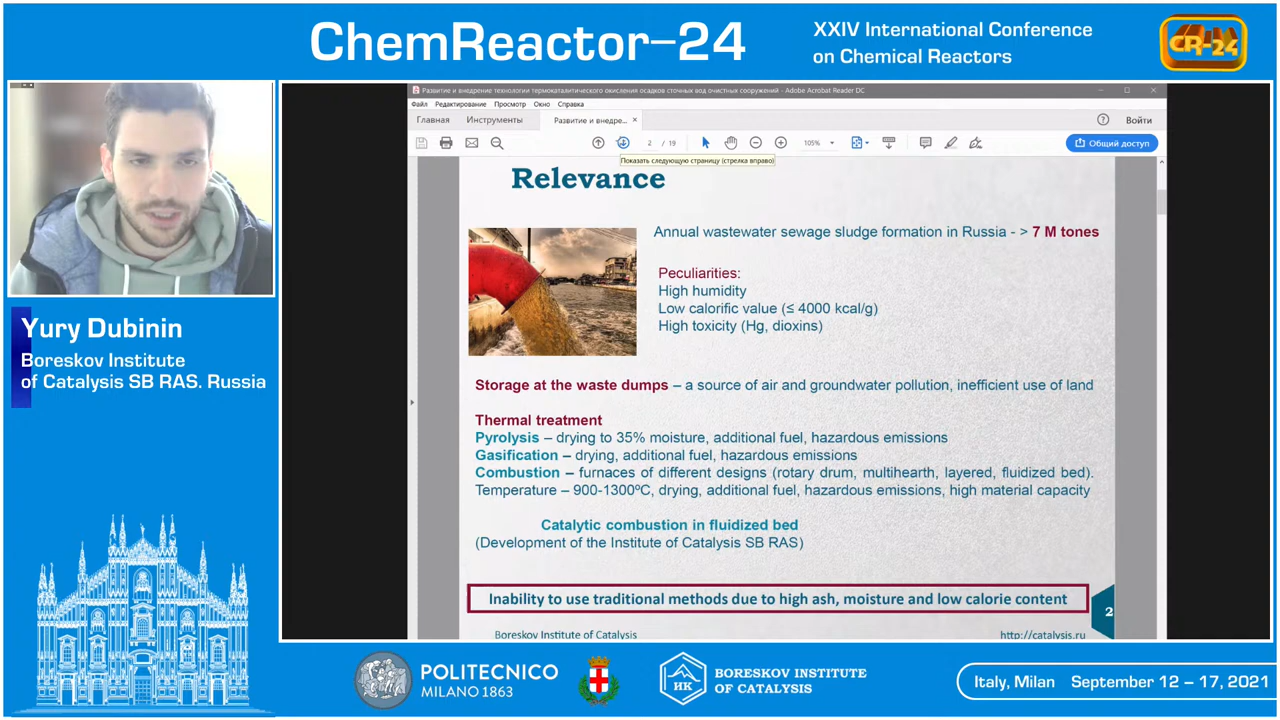 ChemReactor-24
XXIV International Conference
on Chemical Reactors
CR-24
Развитие и внедрение технологии термокаталитического окисления осадков сточных вод очистных сооружений - Adobe Acrobat Reader DC
Файл Редактирование Просмотр Окно Справка
Главная Инструменты Развитие и внедре... × Войти
2 / 19 105% Общий доступ
Показать следующую страницу (стрелка вправо)
Relevance
Annual wastewater sewage sludge formation in Russia - > 7 M tones
Peculiarities:
High humidity
Low calorific value (≤ 4000 kcal/g)
High toxicity (Hg, dioxins)
Storage at the waste dumps – a source of air and groundwater pollution, inefficient use of land
Thermal treatment
Pyrolysis – drying to 35% moisture, additional fuel, hazardous emissions
Gasification – drying, additional fuel, hazardous emissions
Combustion – furnaces of different designs (rotary drum, multihearth, layered, fluidized bed).
Temperature – 900-1300ºC, drying, additional fuel, hazardous emissions, high material capacity
Catalytic combustion in fluidized bed
(Development of the Institute of Catalysis SB RAS)
Inability to use traditional methods due to high ash, moisture and low calorie content
2
Boreskov Institute of Catalysis http://catalysis.ru
Yury Dubinin
Boreskov Institute
of Catalysis SB RAS. Russia
POLITECNICO
MILANO 1863
ИК
BORESKOV INSTITUTE
OF CATALYSIS
Italy, Milan September 12 – 17, 2021